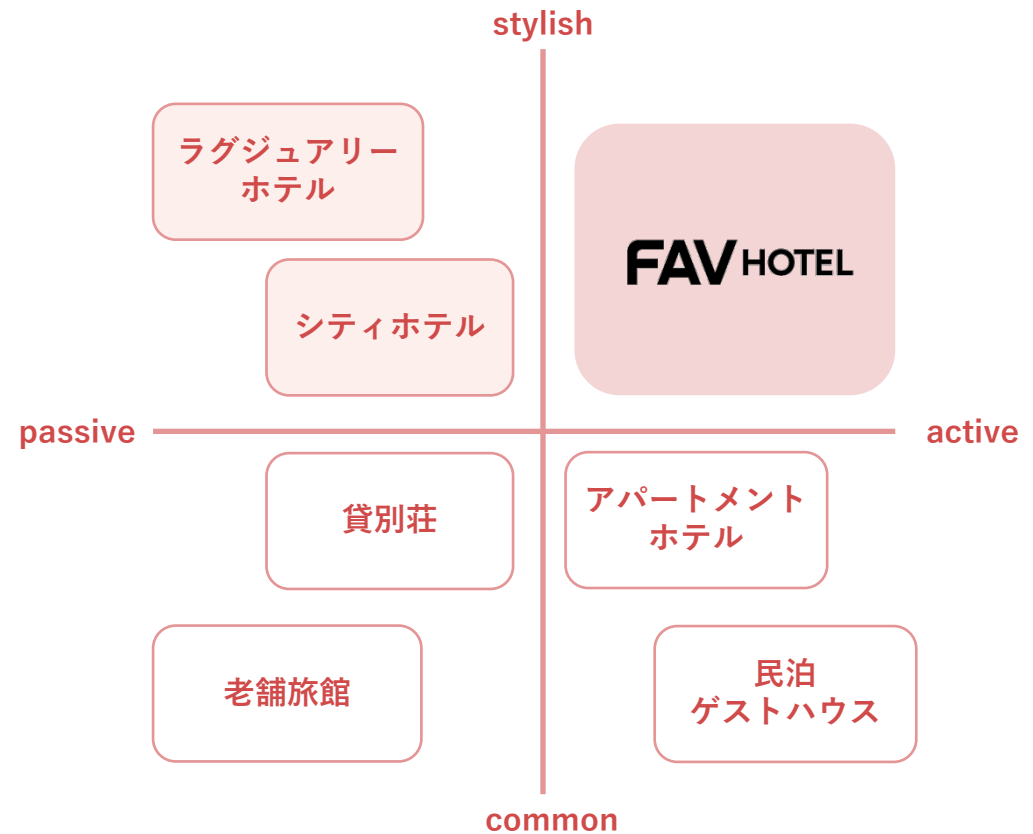 stylish
ラグジュアリー
ホテル
FAV HOTEL
シティホテル
passive
active
貸別荘
アパートメント
ホテル
老舗旅館
民泊
ゲストハウス
common